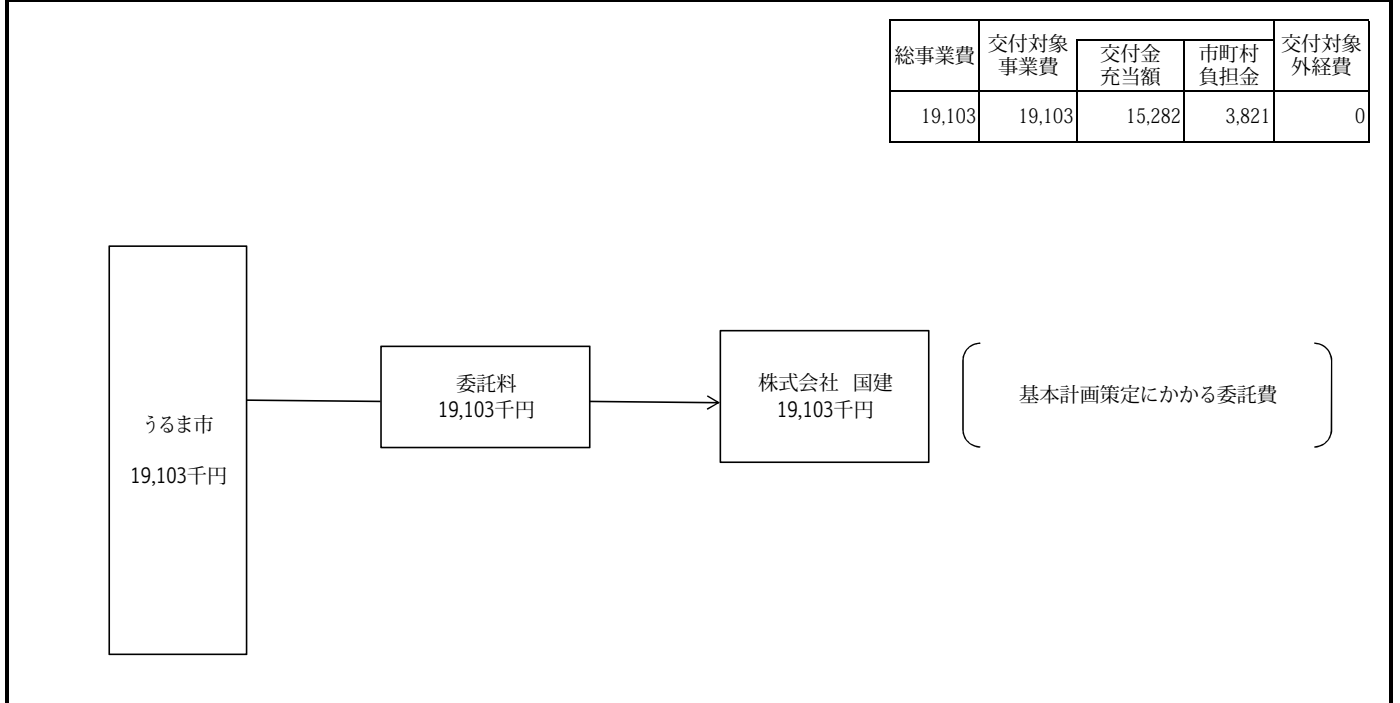 総事業費
交付対象
事業費
交付金
充当額
市町村
負担金
交付対象
外経費
19,103
19,103
15,282
3,821
0
うるま市
19,103千円
委託料
19,103千円
株式会社 国建
19,103千円
基本計画策定にかかる委託費